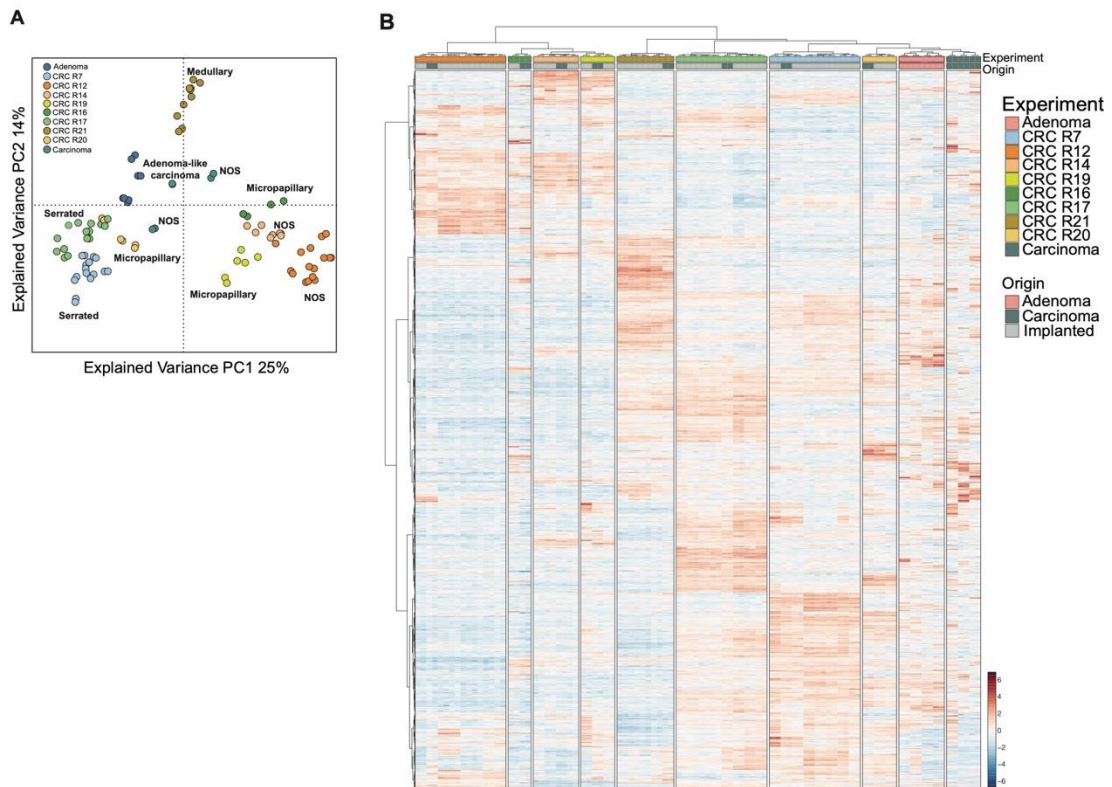 A
Explained Variance PC2 14%
Adenoma
CRC R7
CRC R12
CRC R14
CRC R19
CRC R16
CRC R17
CRC R21
CRC R20
Carcinoma
Medullary
Adenoma-like
carcinoma
NOS
Micropapillary
Serrated
NOS
NOS
Micropapillary
Micropapillary
NOS
Serrated
Explained Variance PC1 25%
B
Experiment
Origin
Experiment
Adenoma
CRC R7
CRC R12
CRC R14
CRC R19
CRC R16
CRC R17
CRC R21
CRC R20
Carcinoma
Origin
Adenoma
Carcinoma
Implanted
6
4
2
0
−2
−4
−6